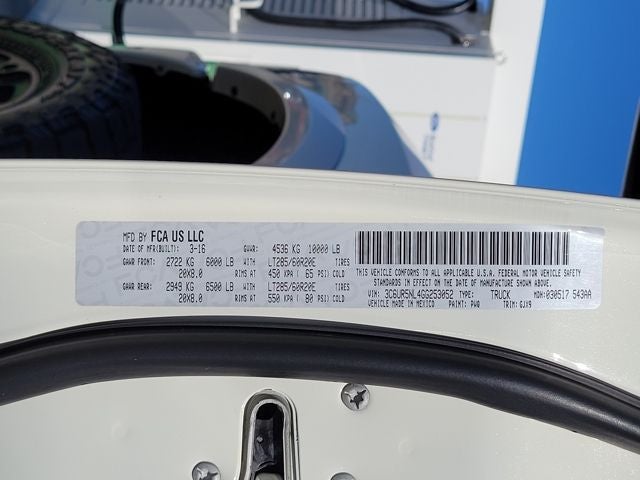 MFD BY FCA US LLC
DATE OF MFR(BUILT): 3-16 GVWR: 4536 KG 10000 LB
GAWR FRONT: 2722 KG 6000 LB WITH LT285/60R20E TIRES
20X8.0 RIMS AT 450 KPA ( 65 PSI) COLD
GAWR REAR: 2949 KG 6500 LB WITH LT285/60R20E TIRES
20X8.0 RIMS AT 550 KPA ( 80 PSI) COLD
THIS VEHICLE CONFORMS TO ALL APPLICABLE U.S.A. FEDERAL MOTOR VEHICLE SAFETY
STANDARDS IN EFFECT ON THE DATE OF MANUFACTURE SHOWN ABOVE.
VIN: 3C6UR5NL4GG253052 TYPE: TRUCK MDH: 030517 543AA
VEHICLE MADE IN MEXICO PAINT: PW0 TRIM: GJX9